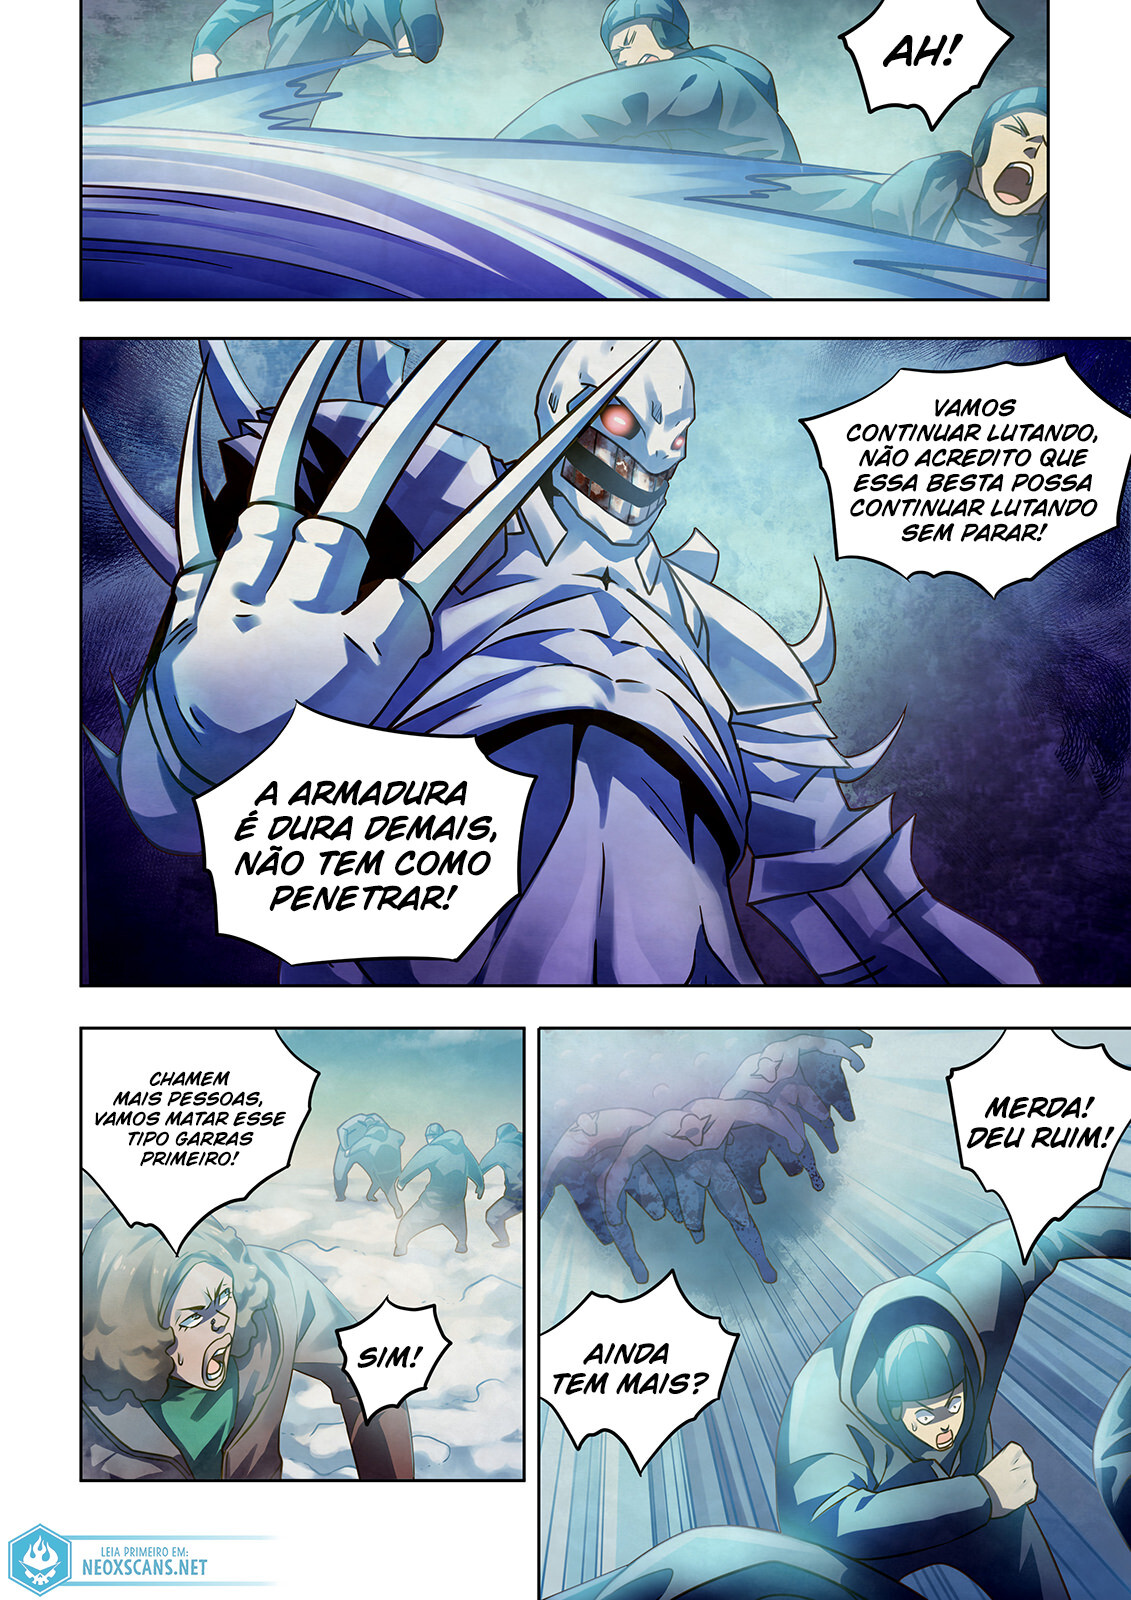 AH!
VAMOS
CONTINUAR LUTANDO,
NÃO ACREDITO QUE
ESSA BESTA POSSA
CONTINUAR LUTANDO
SEM PARAR!
A ARMADURA
É DURA DEMAIS,
NÃO TEM COMO
PENETRAR!
CHAMEM
MAIS PESSOAS,
VAMOS MATAR ESSE
TIPO GARRAS
PRIMEIRO!
SIM!
MERDA!
DEU RUIM!
AINDA
TEM MAIS?
LEIA PRIMEIRO EM:
NEOXSCANS.NET